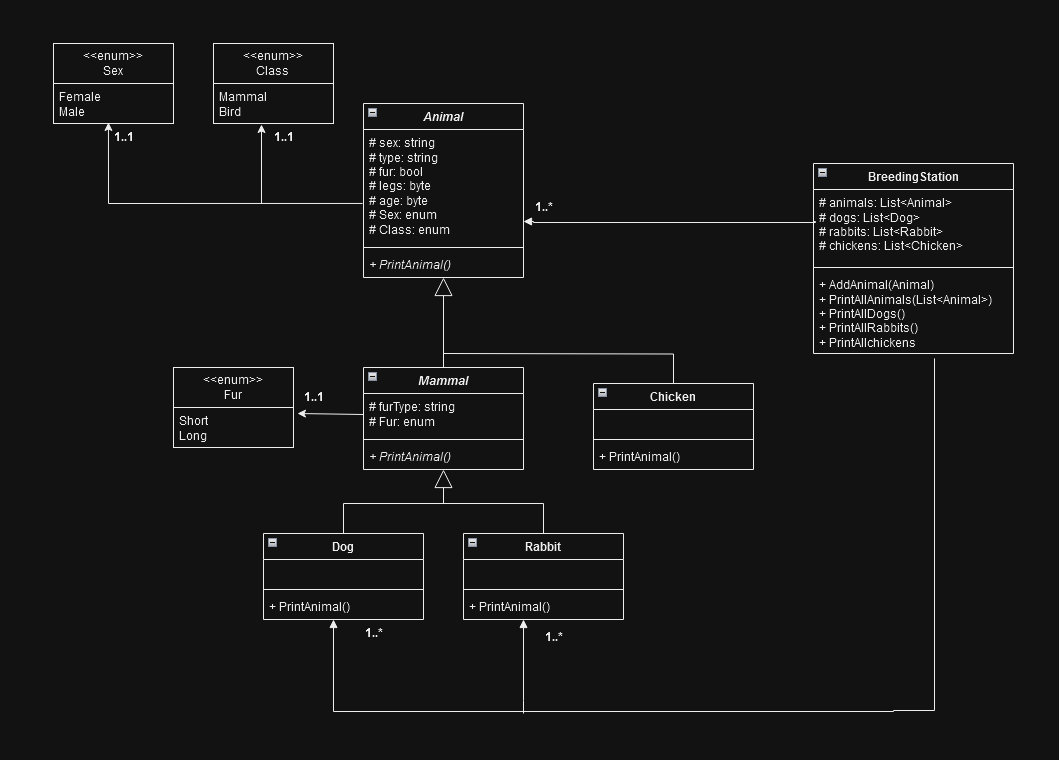 <<enum>>
Sex
Female
Male
1..1
<<enum>>
Class
Mammal
Bird
1..1
Animal
# sex: string
# type: string
# fur: bool
# legs: byte
# age: byte
# Sex: enum
# Class: enum
+ PrintAnimal()
1..*
BreedingStation
# animals: List<Animal>
# dogs: List<Dog>
# rabbits: List<Rabbit>
# chickens: List<Chicken>
+ AddAnimal(Animal)
+ PrintAllAnimals(List<Animal>)
+ PrintAllDogs()
+ PrintAllRabbits()
+ PrintAllchickens
<<enum>>
Fur
Short
Long
1..1
Mammal
# furType: string
# Fur: enum
+ PrintAnimal()
Chicken
+ PrintAnimal()
Dog
+ PrintAnimal()
1..*
Rabbit
+ PrintAnimal()
1..*